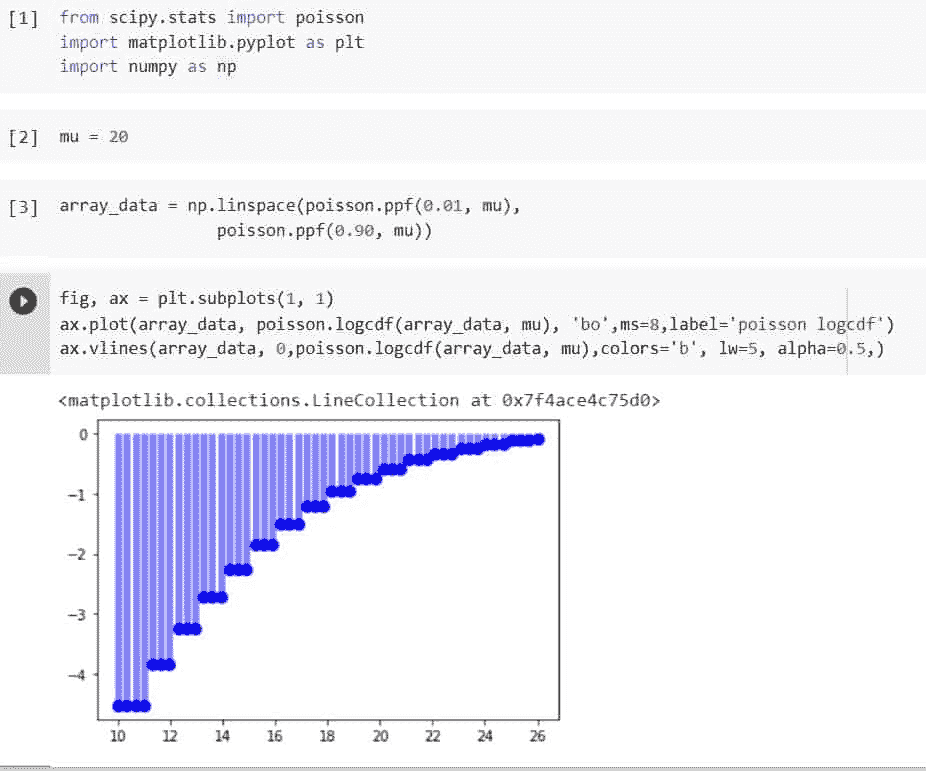 [1] from scipy.stats import poisson
import matplotlib.pyplot as plt
import numpy as np
[2] mu = 20
[3] array_data = np.linspace(poisson.ppf(0.01, mu),
poisson.ppf(0.90, mu))
fig, ax = plt.subplots(1, 1)
ax.plot(array_data, poisson.logcdf(array_data, mu), 'bo',ms=8,label='poisson logcdf')
ax.vlines(array_data, 0,poisson.logcdf(array_data, mu),colors='b', lw=5, alpha=0.5,)
<matplotlib.collections.LineCollection at 0x7f4ace4c75d0>
0
−1
−2
−3
−4
10 12 14 16 18 20 22 24 26